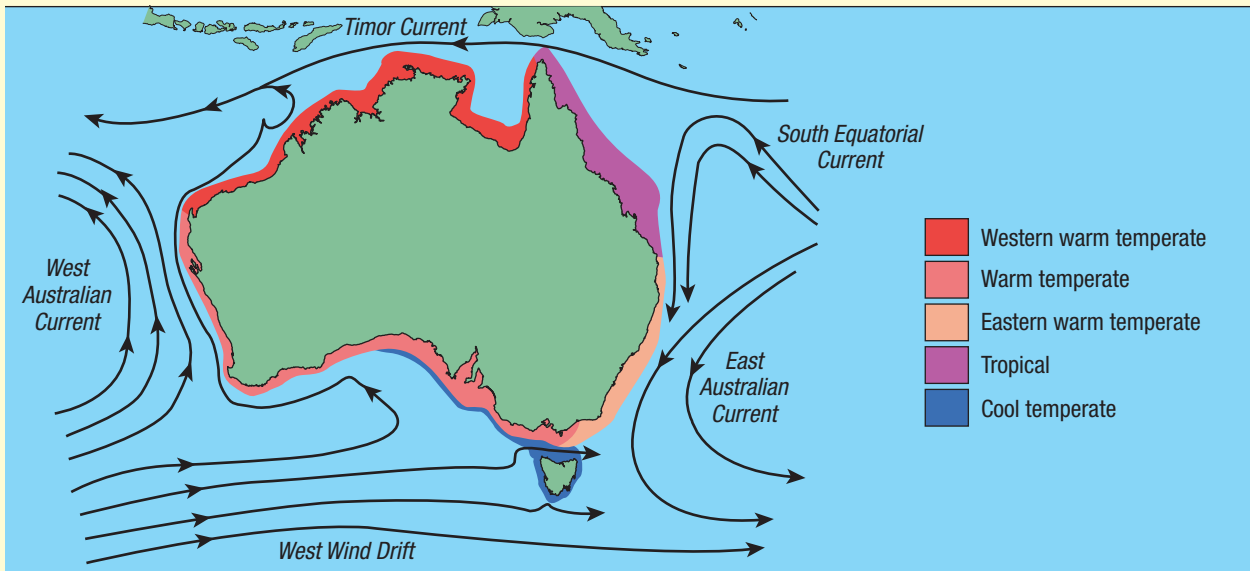 Timor Current
South Equatorial
Current
West
Australian
Current
East
Australian
Current
West Wind Drift
Western warm temperate
Warm temperate
Eastern warm temperate
Tropical
Cool temperate